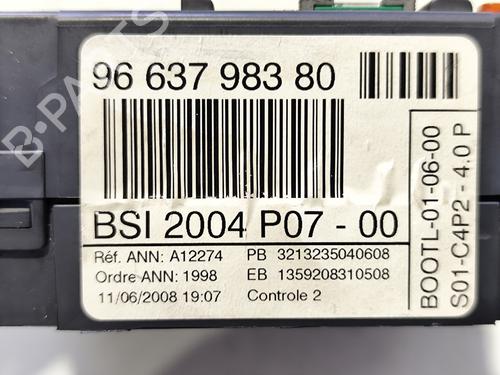 96 637 983 80
BSI 2004 P07 - 00
Réf. ANN: A12274 PB 3213235040608
Ordre ANN: 1998 EB 1359208310508
11/06/2008 19:07 Controle 2
BOOTL-01-06-00
S01-C4P2 - 4.0 P
B-PARTS